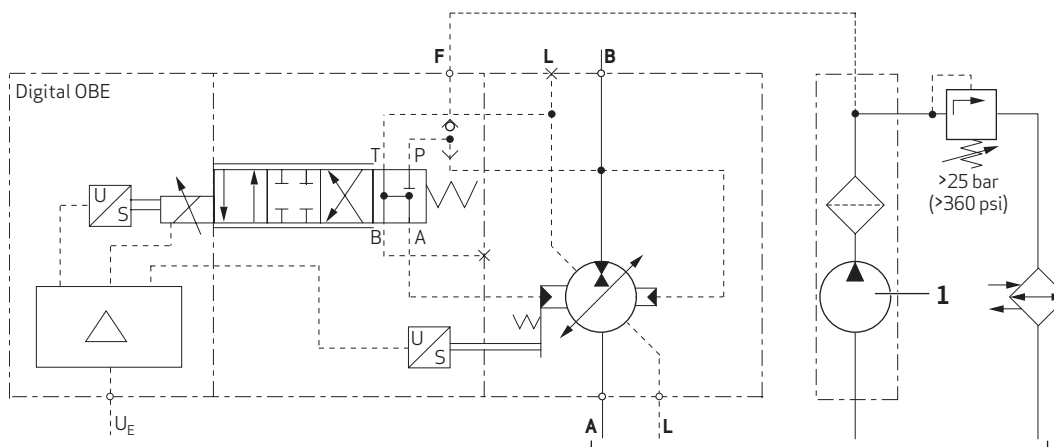 F L B
Digital OBE
T P
U
S
>25 bar
(>360 psi)
B A
1
U
S
U_E
A L